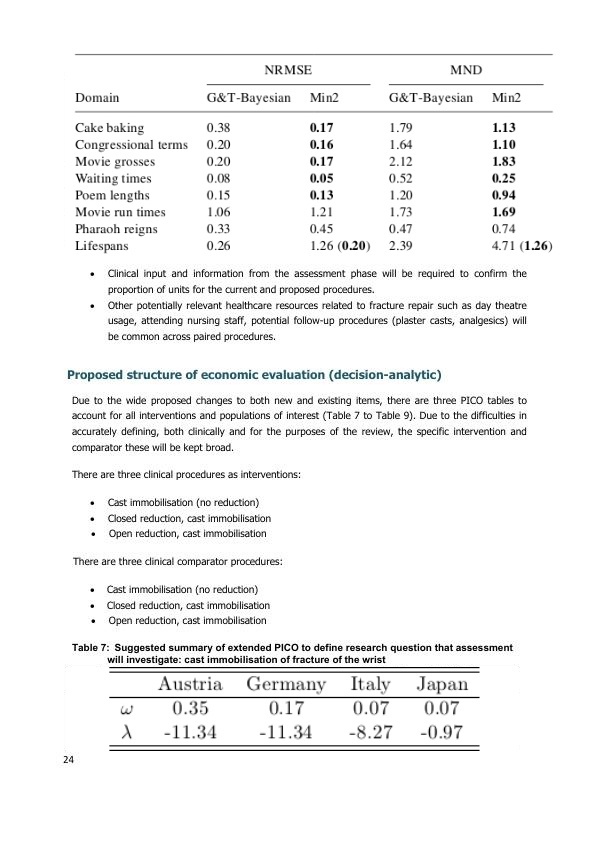 NRMSE MND
Domain G&T-Bayesian Min2 G&T-Bayesian Min2
Cake baking 0.38 0.17 1.79 1.13
Congressional terms 0.20 0.16 1.64 1.10
Movie grosses 0.20 0.17 2.12 1.83
Waiting times 0.08 0.05 0.52 0.25
Poem lengths 0.15 0.13 1.20 0.94
Movie run times 1.06 1.21 1.73 1.69
Pharaoh reigns 0.33 0.45 0.47 0.74
Lifespans 0.26 1.26 (0.20) 2.39 4.71 (1.26)
• Clinical input and information from the assessment phase will be required to confirm the
proportion of units for the current and proposed procedures.
• Other potentially relevant healthcare resources related to fracture repair such as day theatre
usage, attending nursing staff, potential follow-up procedures (plaster casts, analgesics) will
be common across paired procedures.
Proposed structure of economic evaluation (decision-analytic)
Due to the wide proposed changes to both new and existing items, there are three PICO tables to
account for all interventions and populations of interest (Table 7 to Table 9). Due to the difficulties in
accurately defining, both clinically and for the purposes of the review, the specific intervention and
comparator these will be kept broad.
There are three clinical procedures as interventions:
• Cast immobilisation (no reduction)
• Closed reduction, cast immobilisation
• Open reduction, cast immobilisation
There are three clinical comparator procedures:
• Cast immobilisation (no reduction)
• Closed reduction, cast immobilisation
• Open reduction, cast immobilisation
Table 7: Suggested summary of extended PICO to define research question that assessment
will investigate: cast immobilisation of fracture of the wrist
Austria Germany Italy Japan
ω 0.35 0.17 0.07 0.07
λ -11.34 -11.34 -8.27 -0.97
24